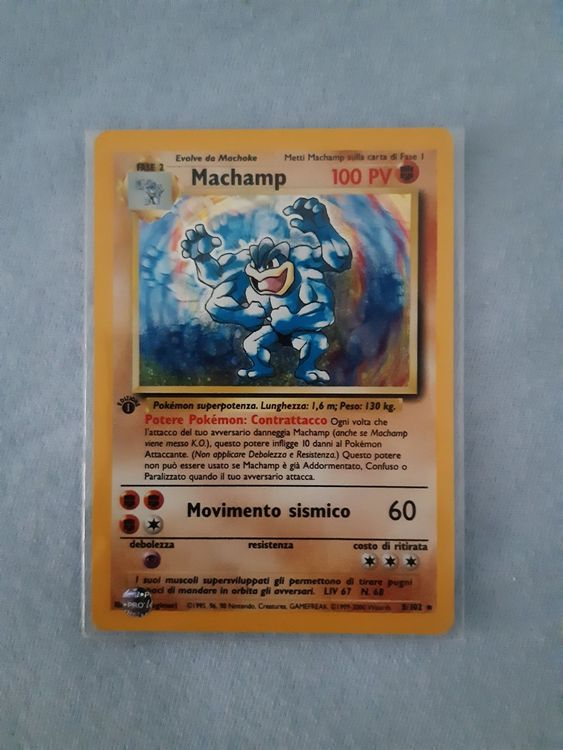 Evolve da Machoke
Metti Machamp sulla carta di Fase 1
FASE 2
Machamp
100 PV
EDIZIONE
1
Pokémon superpotenza. Lunghezza: 1,6 m; Peso: 130 kg.
Potere Pokémon: Contrattacco Ogni volta che
l'attacco del tuo avversario danneggia Machamp (anche se Machamp
viene messo K.O.), questo potere infligge 10 danni al Pokémon
Attaccante. (Non applicare Debolezza e Resistenza.) Questo potere
non può essere usato se Machamp è già Addormentato, Confuso o
Paralizzato quando il tuo avversario attacca.
Movimento sismico
60
debolezza
resistenza
costo di ritirata
I suoi muscoli supersviluppati gli permettono di tirare pugni
di mandare in orbita gli avversari. LIV 67 N. 68
PRO
©1995, 96, 98 Nintendo, Creatures, GAMEFREAK. ©1999-2000 Wizards.
8/102